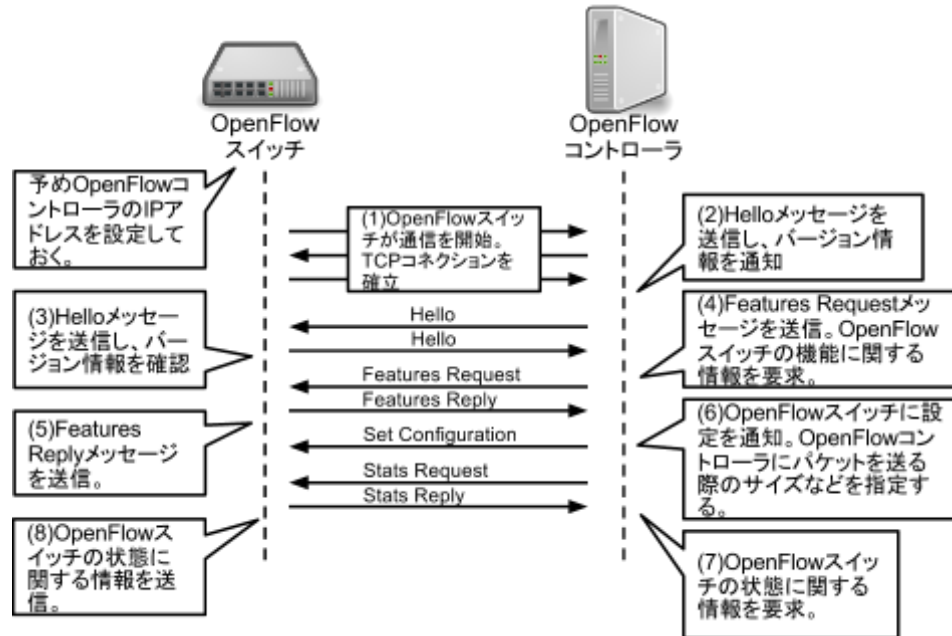 OpenFlow
スイッチ
OpenFlow
コントローラ
予めOpenFlowコ
ントローラのIPア
ドレスを設定して
おく。
(1)OpenFlowスイッ
チが通信を開始。
TCPコネクションを
確立
(2)Helloメッセージを
送信し、バージョン情
報を通知
(3)Helloメッセー
ジを送信し、バー
ジョン情報を確認
Hello
Hello
(4)Features Requestメッ
セージを送信。OpenFlow
スイッチの機能に関する
情報を要求。
Features Request
Features Reply
(5)Features
Replyメッセージ
を送信。
Set Configuration
(6)OpenFlowスイッチに設
定を通知。OpenFlowコン
トローラにパケットを送る
際のサイズなどを指定す
る。
Stats Request
Stats Reply
(8)OpenFlowス
イッチの状態に
関する情報を送
信。
(7)OpenFlowスイッ
チの状態に関する
情報を要求。